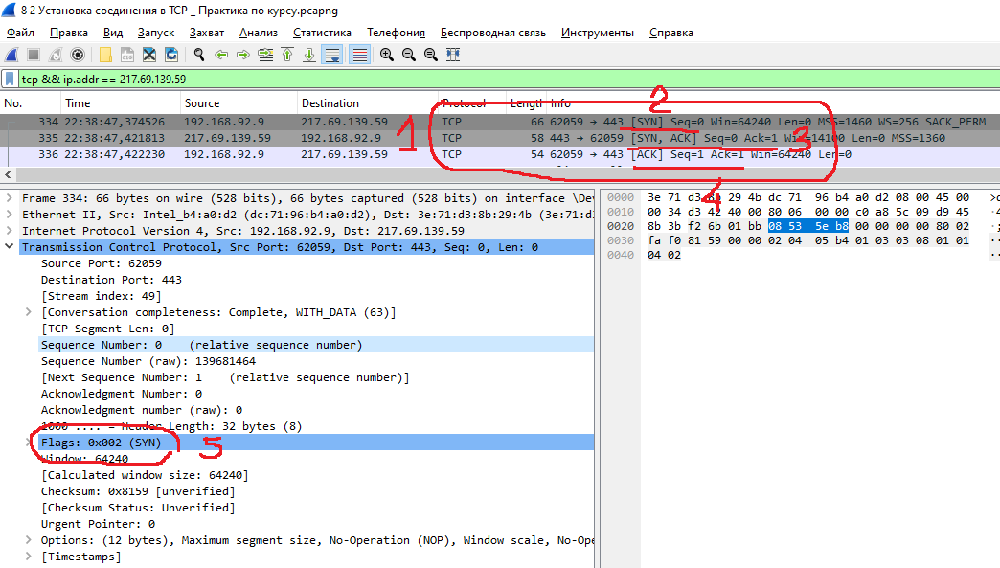 8 2 Установка соединения в TCP _ Практика по курсу.pcapng
Файл Правка Вид Запуск Захват Анализ Статистика Телефония Беспроводная связь Инструменты Справка
tcp && ip.addr == 217.69.139.59
No. Time Source Destination Protocol Length Info
334 22:38:47,374526 192.168.92.9 217.69.139.59 TCP 66 62059 → 443 [SYN] Seq=0 Win=64240 Len=0 MSS=1460 WS=256 SACK_PERM
335 22:38:47,421813 217.69.139.59 192.168.92.9 TCP 58 443 → 62059 [SYN, ACK] Seq=0 Ack=1 Win=14100 Len=0 MSS=1360
336 22:38:47,422230 192.168.92.9 217.69.139.59 TCP 54 62059 → 443 [ACK] Seq=1 Ack=1 Win=64240 Len=0
1
2
3
4
Frame 334: 66 bytes on wire (528 bits), 66 bytes captured (528 bits) on interface \De
Ethernet II, Src: Intel_b4:a0:d2 (dc:71:96:b4:a0:d2), Dst: 3e:71:d3:8b:29:4b (3e:71:d
Internet Protocol Version 4, Src: 192.168.92.9, Dst: 217.69.139.59
Transmission Control Protocol, Src Port: 62059, Dst Port: 443, Seq: 0, Len: 0
Source Port: 62059
Destination Port: 443
[Stream index: 49]
[Conversation completeness: Complete, WITH_DATA (63)]
[TCP Segment Len: 0]
Sequence Number: 0 (relative sequence number)
Sequence Number (raw): 139681464
[Next Sequence Number: 1 (relative sequence number)]
Acknowledgment Number: 0
Acknowledgment number (raw): 0
1000 .... = Header Length: 32 bytes (8)
Flags: 0x002 (SYN)
5
Window: 64240
[Calculated window size: 64240]
Checksum: 0x8159 [unverified]
[Checksum Status: Unverified]
Urgent Pointer: 0
Options: (12 bytes), Maximum segment size, No-Operation (NOP), Window scale, No-Ope
[Timestamps]
0000 3e 71 d3 8b 29 4b dc 71 96 b4 a0 d2 08 00 45 00
0010 00 34 d3 42 40 00 80 06 00 00 c0 a8 5c 09 d9 45
0020 8b 3b f2 6b 01 bb 08 53 5e b8 00 00 00 00 80 02
0030 fa f0 81 59 00 00 02 04 05 b4 01 03 03 08 01 01
0040 04 02